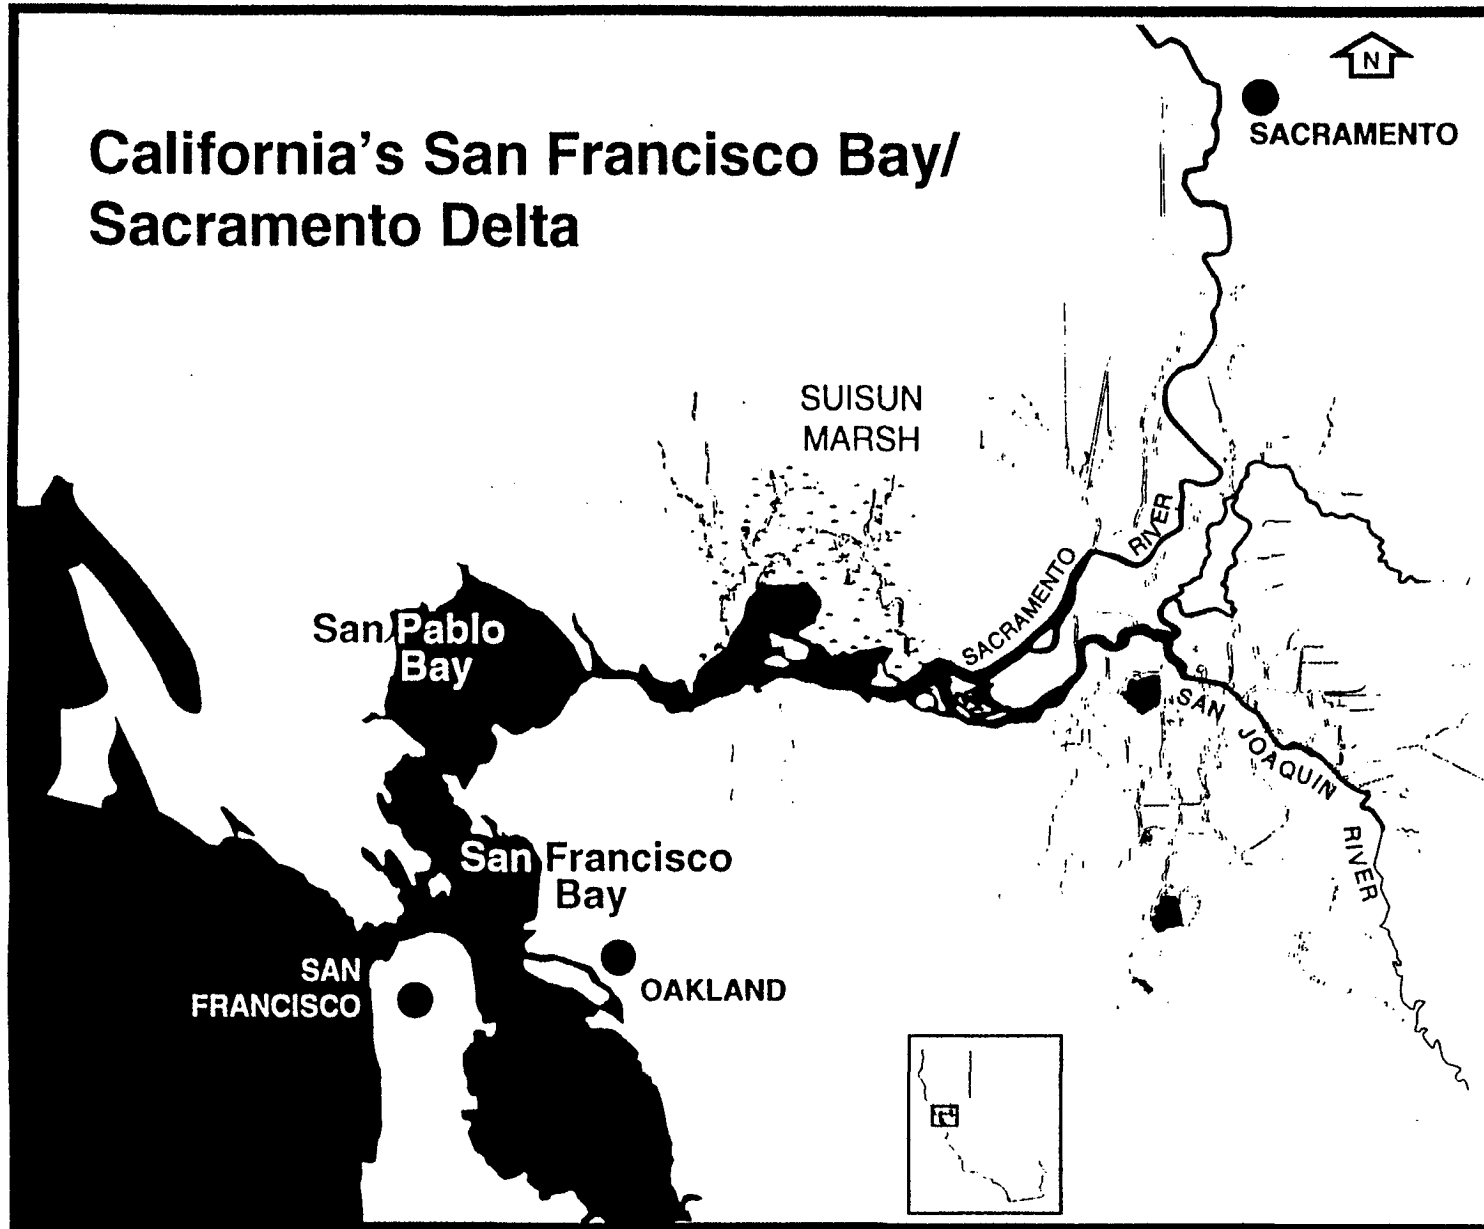 N
SACRAMENTO
California's San Francisco Bay/
Sacramento Delta
SUISUN
MARSH
SACRAMENTO RIVER
San Pablo
Bay
SAN JOAQUIN RIVER
San Francisco
Bay
SAN
FRANCISCO
OAKLAND